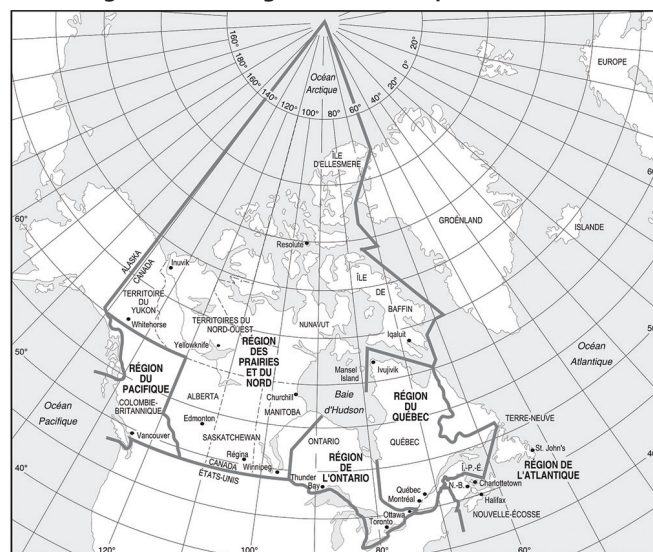 160°
180°
160°
140°
120°
100°
80°
60°
40°
20°
0°
20°
Océan
Arctique
EUROPE
ÎLE
D'ELLESMERE
GROËNLAND
ISLANDE
60°
60°
Resolute
ALASKA
CANADA
Inuvik
ÎLE
DE
BAFFIN
TERRITOIRE
DU
YUKON
Whitehorse
TERRITOIRES DU
NORD-OUEST
NUNAVUT
Iqaluit
Yellowknife
RÉGION
DES
PRAIRIES
ET DU
NORD
Océan
Atlantique
50°
50°
RÉGION
DU
PACIFIQUE
Mansel
Island
Ivujivik
COLOMBIE-
BRITANNIQUE
ALBERTA
Churchill
MANITOBA
Baie
d'Hudson
RÉGION
DU
QUÉBEC
Océan
Pacifique
Edmonton
TERRE-NEUVE
Vancouver
SASKATCHEWAN
ONTARIO
QUÉBEC
St. John's
40°
Régina
CANADA
ÉTATS-UNIS
Winnipeg
Thunder
Bay
RÉGION
DE
L'ONTARIO
Î.-P.-É.
RÉGION DE
L'ATLANTIQUE
40°
Québec
Montréal
N.-B.
Charlottetown
Halifax
Ottawa
Toronto
NOUVELLE-ÉCOSSE
120°
100°
80°
60°